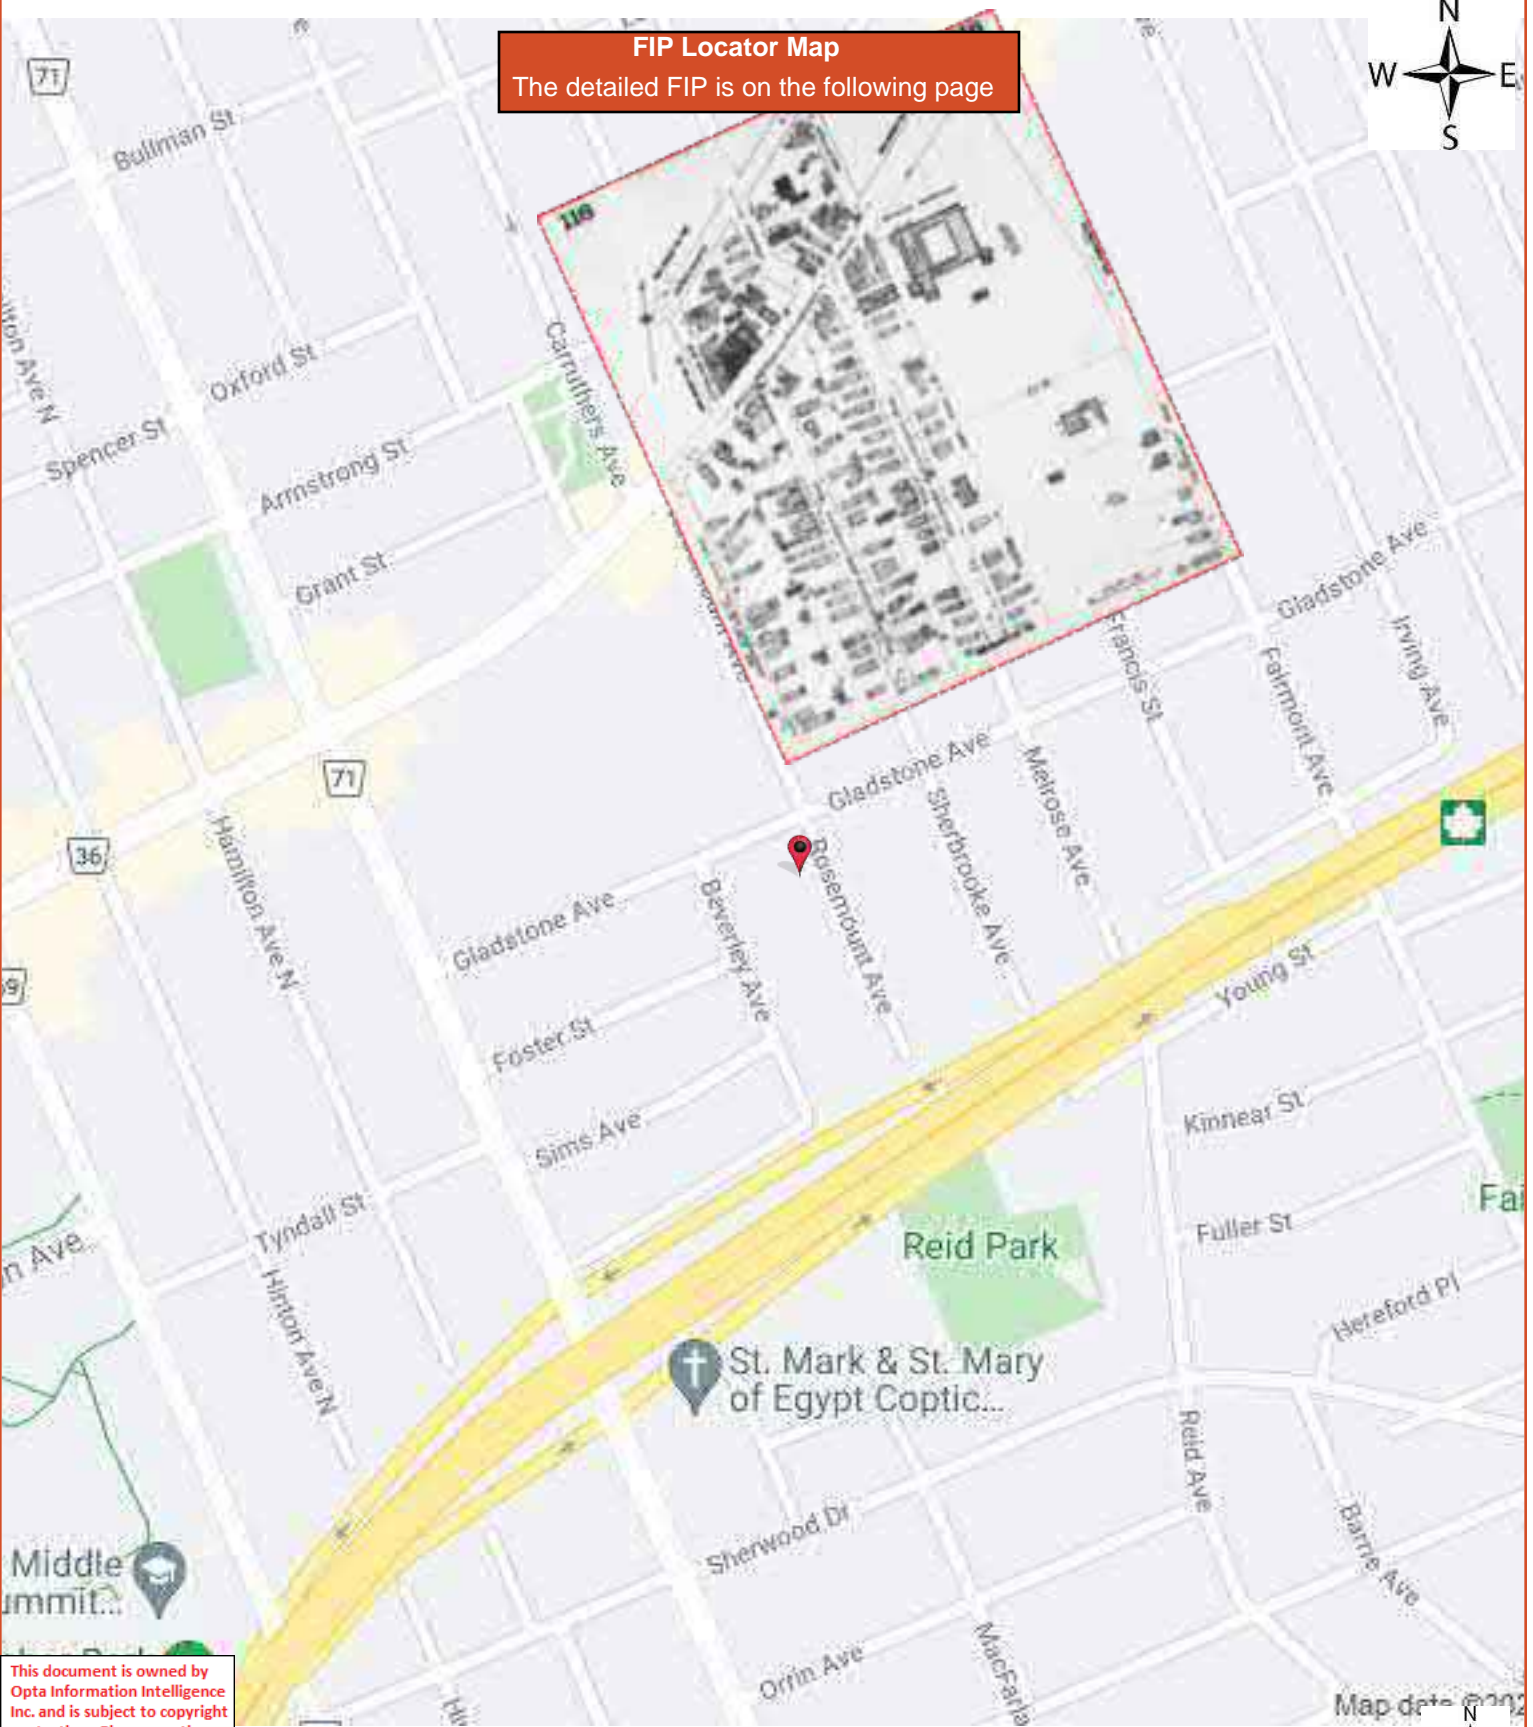 N
FIP Locator Map
The detailed FIP is on the following page
W
E
S
71
Bullman St
116
Oxford St
Carruthers Ave
Spencer St
Armstrong St
Grant St
Gladstone Ave
Francis St
Fairmont Ave
Irving Ave
71
Gladstone Ave
Melrose Ave
36
Hamilton Ave N
Sherbrooke Ave
Rosemount Ave
Beverley Ave
Gladstone Ave
Young St
Foster St
Kinnear St
Sims Ave
Tyndall St
Fuller St
Reid Park
Hinton Ave N
Hereford Pl
St. Mark & St. Mary
of Egypt Coptic...
Reid Ave
Sherwood Dr
Barrie Ave
Middle
Orrin Ave
This document is owned by
Opta Information Intelligence
Inc. and is subject to copyright
Map data
N